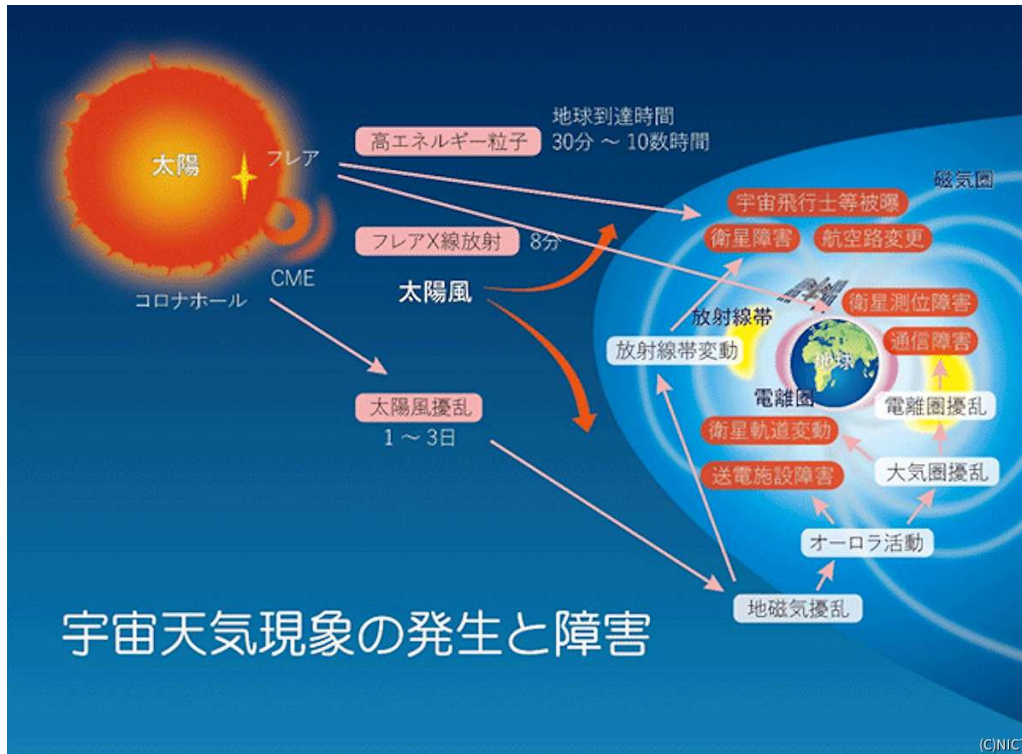 太陽
フレア
CME
コロナホール
高エネルギー粒子
地球到達時間
30分 ～ 10数時間
フレアX線放射
8分
太陽風
太陽風擾乱
1 ～ 3日
磁気圏
宇宙飛行士等被曝
衛星障害
航空路変更
衛星測位障害
放射線帯
通信障害
放射線帯変動
地球
電離圏
電離圏擾乱
衛星軌道変動
大気圏擾乱
送電施設障害
オーロラ活動
地磁気擾乱
宇宙天気現象の発生と障害
(C)NICT